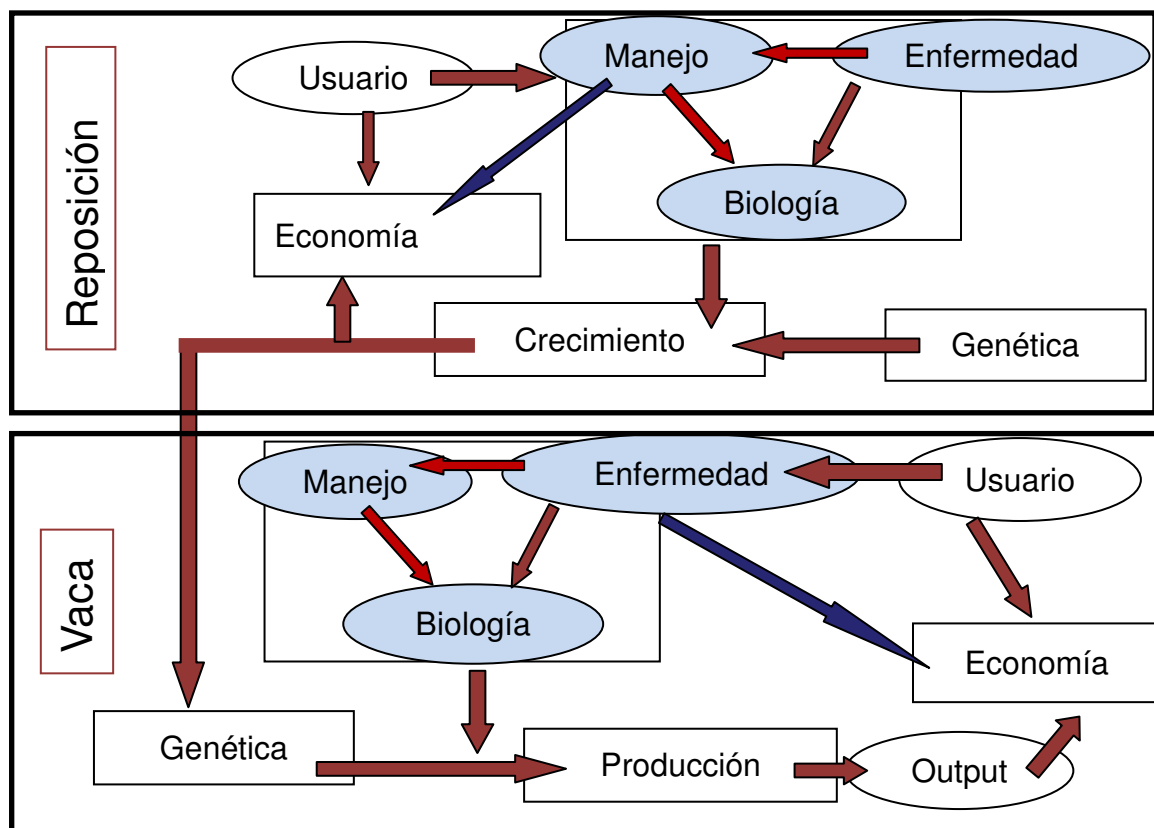 Reposición
Usuario
Manejo
Enfermedad
Biología
Economía
Crecimiento
Genética
Vaca
Manejo
Enfermedad
Usuario
Biología
Economía
Genética
Producción
Output